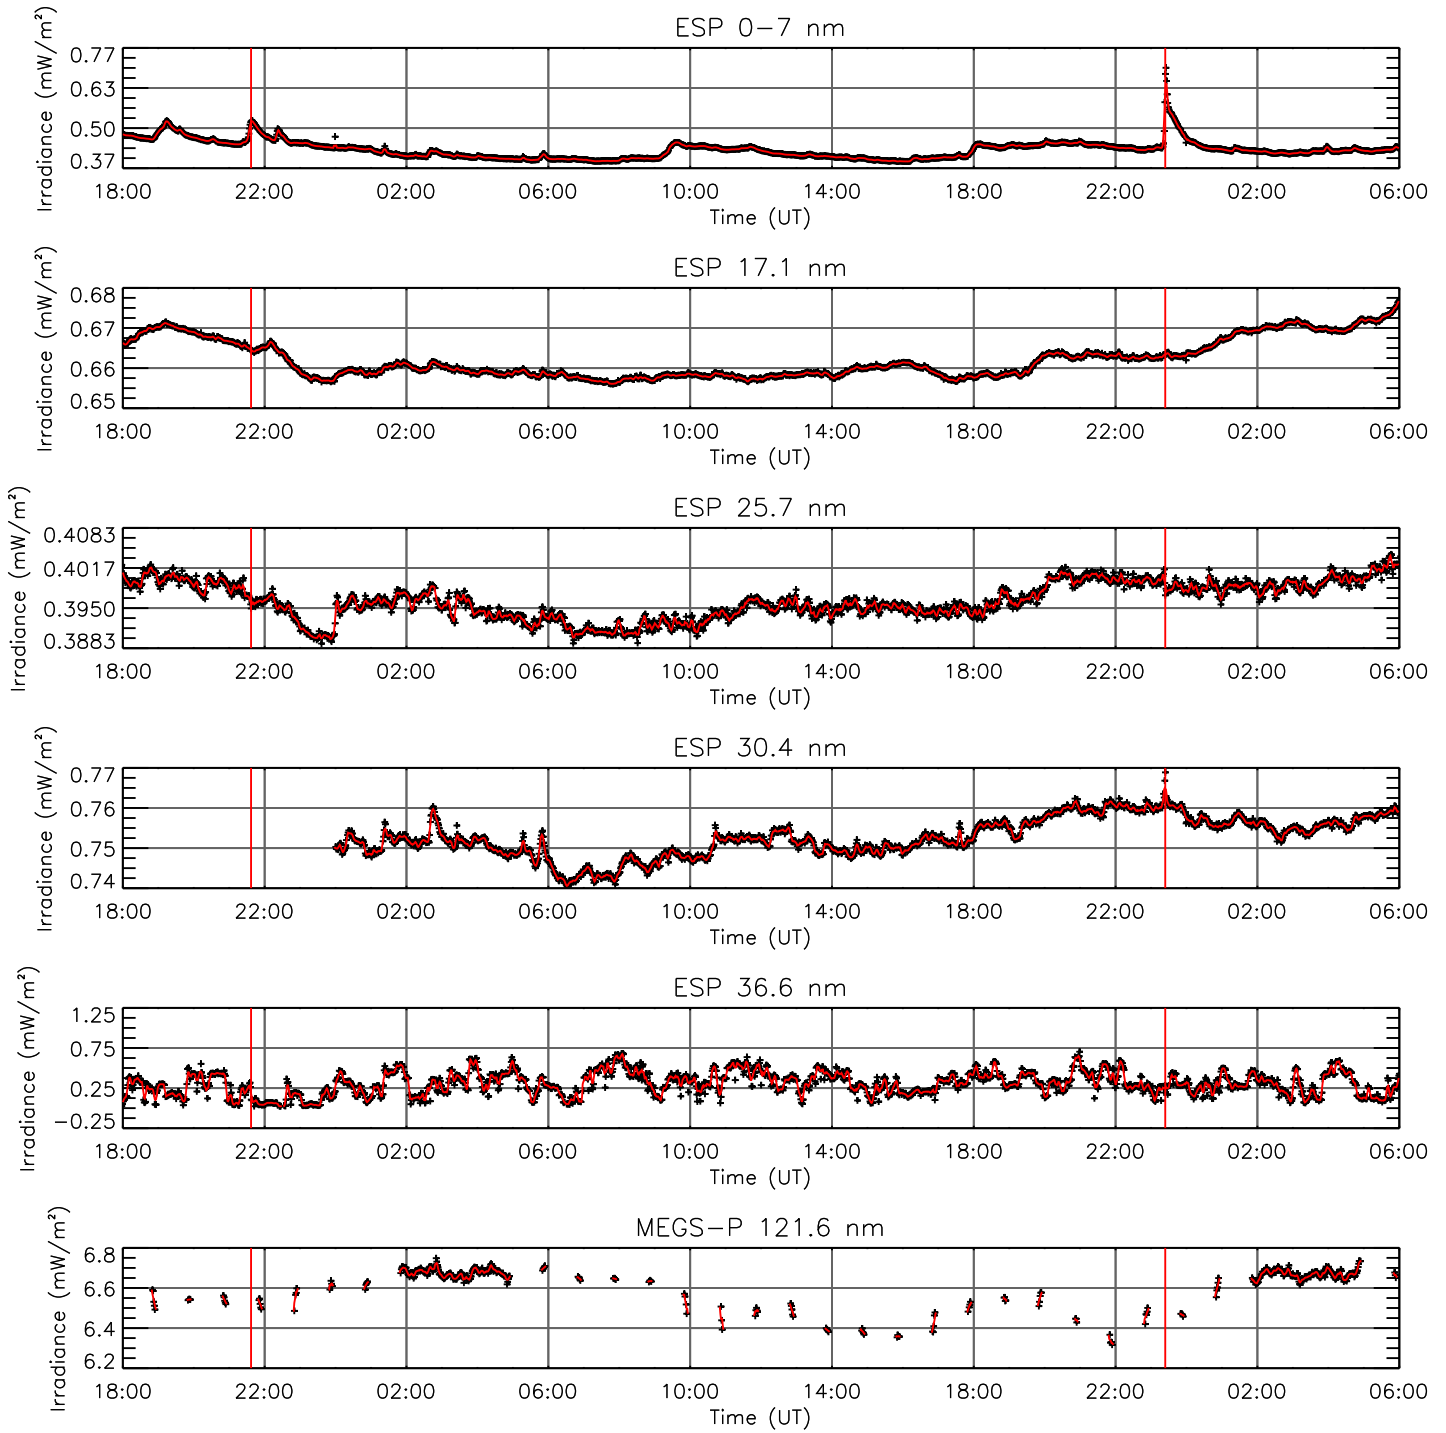 ESP 0−7 nm
Irradiance (mW/m²)
0.77
0.63
0.50
0.37
18:00 22:00 02:00 06:00 10:00 14:00 18:00 22:00 02:00 06:00
Time (UT)
ESP 17.1 nm
Irradiance (mW/m²)
0.68
0.67
0.66
0.65
18:00 22:00 02:00 06:00 10:00 14:00 18:00 22:00 02:00 06:00
Time (UT)
ESP 25.7 nm
Irradiance (mW/m²)
0.4083
0.4017
0.3950
0.3883
18:00 22:00 02:00 06:00 10:00 14:00 18:00 22:00 02:00 06:00
Time (UT)
ESP 30.4 nm
Irradiance (mW/m²)
0.77
0.76
0.75
0.74
18:00 22:00 02:00 06:00 10:00 14:00 18:00 22:00 02:00 06:00
Time (UT)
ESP 36.6 nm
Irradiance (mW/m²)
1.25
0.75
0.25
−0.25
18:00 22:00 02:00 06:00 10:00 14:00 18:00 22:00 02:00 06:00
Time (UT)
MEGS−P 121.6 nm
Irradiance (mW/m²)
6.8
6.6
6.4
6.2
18:00 22:00 02:00 06:00 10:00 14:00 18:00 22:00 02:00 06:00
Time (UT)